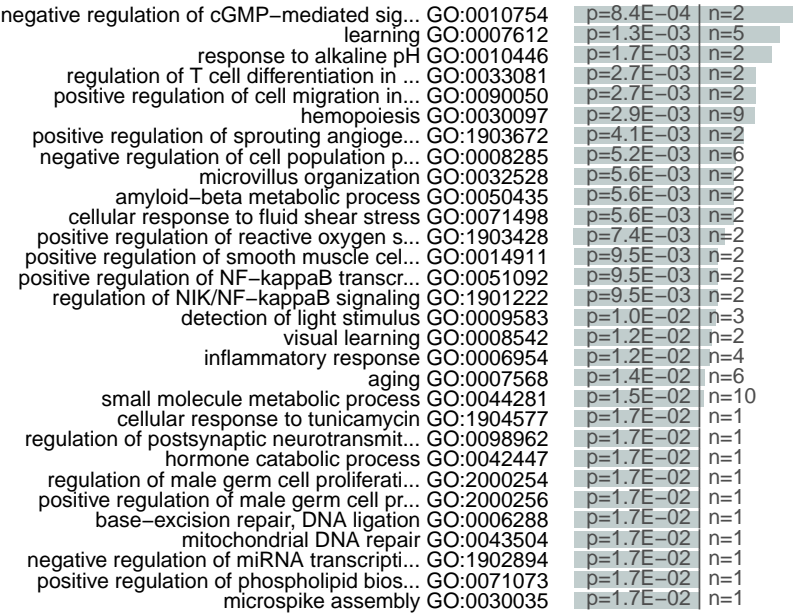 negative regulation of cGMP−mediated sig... GO:0010754 p=8.4E−04 n=2
learning GO:0007612 p=1.3E−03 n=5
response to alkaline pH GO:0010446 p=1.7E−03 n=2
regulation of T cell differentiation in ... GO:0033081 p=2.7E−03 n=2
positive regulation of cell migration in... GO:0090050 p=2.7E−03 n=2
hemopoiesis GO:0030097 p=2.9E−03 n=9
positive regulation of sprouting angioge... GO:1903672 p=4.1E−03 n=2
negative regulation of cell population p... GO:0008285 p=5.2E−03 n=6
microvillus organization GO:0032528 p=5.6E−03 n=2
amyloid−beta metabolic process GO:0050435 p=5.6E−03 n=2
cellular response to fluid shear stress GO:0071498 p=5.6E−03 n=2
positive regulation of reactive oxygen s... GO:1903428 p=7.4E−03 n=2
positive regulation of smooth muscle cel... GO:0014911 p=9.5E−03 n=2
positive regulation of NF−kappaB transcr... GO:0051092 p=9.5E−03 n=2
regulation of NIK/NF−kappaB signaling GO:1901222 p=9.5E−03 n=2
detection of light stimulus GO:0009583 p=1.0E−02 n=3
visual learning GO:0008542 p=1.2E−02 n=2
inflammatory response GO:0006954 p=1.2E−02 n=4
aging GO:0007568 p=1.4E−02 n=6
small molecule metabolic process GO:0044281 p=1.5E−02 n=10
cellular response to tunicamycin GO:1904577 p=1.7E−02 n=1
regulation of postsynaptic neurotransmit... GO:0098962 p=1.7E−02 n=1
hormone catabolic process GO:0042447 p=1.7E−02 n=1
regulation of male germ cell proliferati... GO:2000254 p=1.7E−02 n=1
positive regulation of male germ cell pr... GO:2000256 p=1.7E−02 n=1
base−excision repair, DNA ligation GO:0006288 p=1.7E−02 n=1
mitochondrial DNA repair GO:0043504 p=1.7E−02 n=1
negative regulation of miRNA transcripti... GO:1902894 p=1.7E−02 n=1
positive regulation of phospholipid bios... GO:0071073 p=1.7E−02 n=1
microspike assembly GO:0030035 p=1.7E−02 n=1